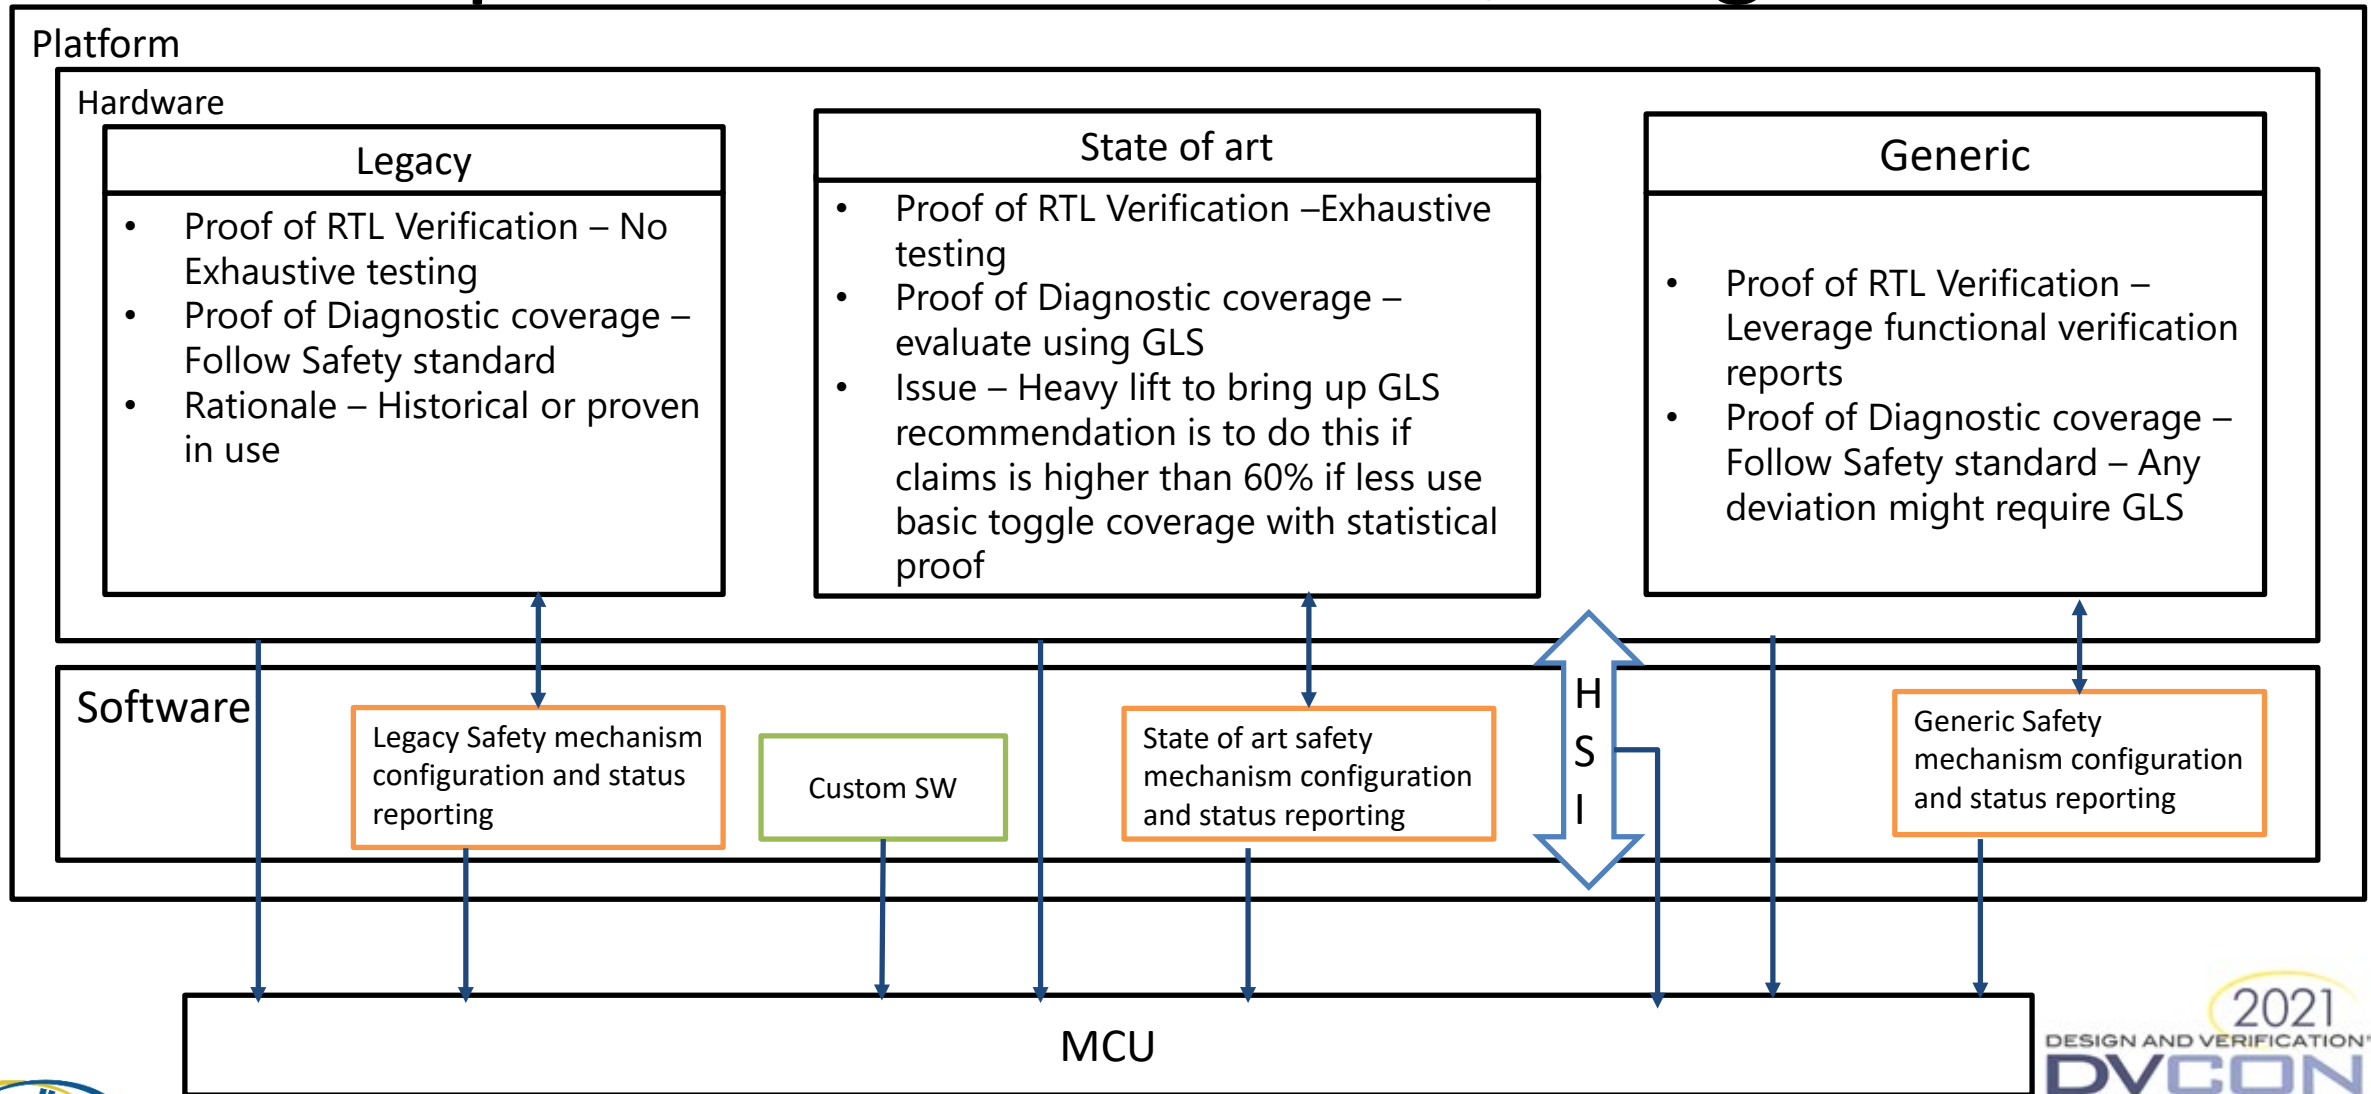 Platform
Hardware
Legacy
• Proof of RTL Verification – No
Exhaustive testing
• Proof of Diagnostic coverage –
Follow Safety standard
• Rationale – Historical or proven
in use
State of art
• Proof of RTL Verification –Exhaustive
testing
• Proof of Diagnostic coverage –
evaluate using GLS
• Issue – Heavy lift to bring up GLS
recommendation is to do this if
claims is higher than 60% if less use
basic toggle coverage with statistical
proof
Generic
• Proof of RTL Verification –
Leverage functional verification
reports
• Proof of Diagnostic coverage –
Follow Safety standard – Any
deviation might require GLS
Software
Legacy Safety mechanism
configuration and status
reporting
Custom SW
State of art safety
mechanism configuration
and status reporting
H
S
I
Generic Safety
mechanism configuration
and status reporting
MCU
2021
DESIGN AND VERIFICATION
DVCON